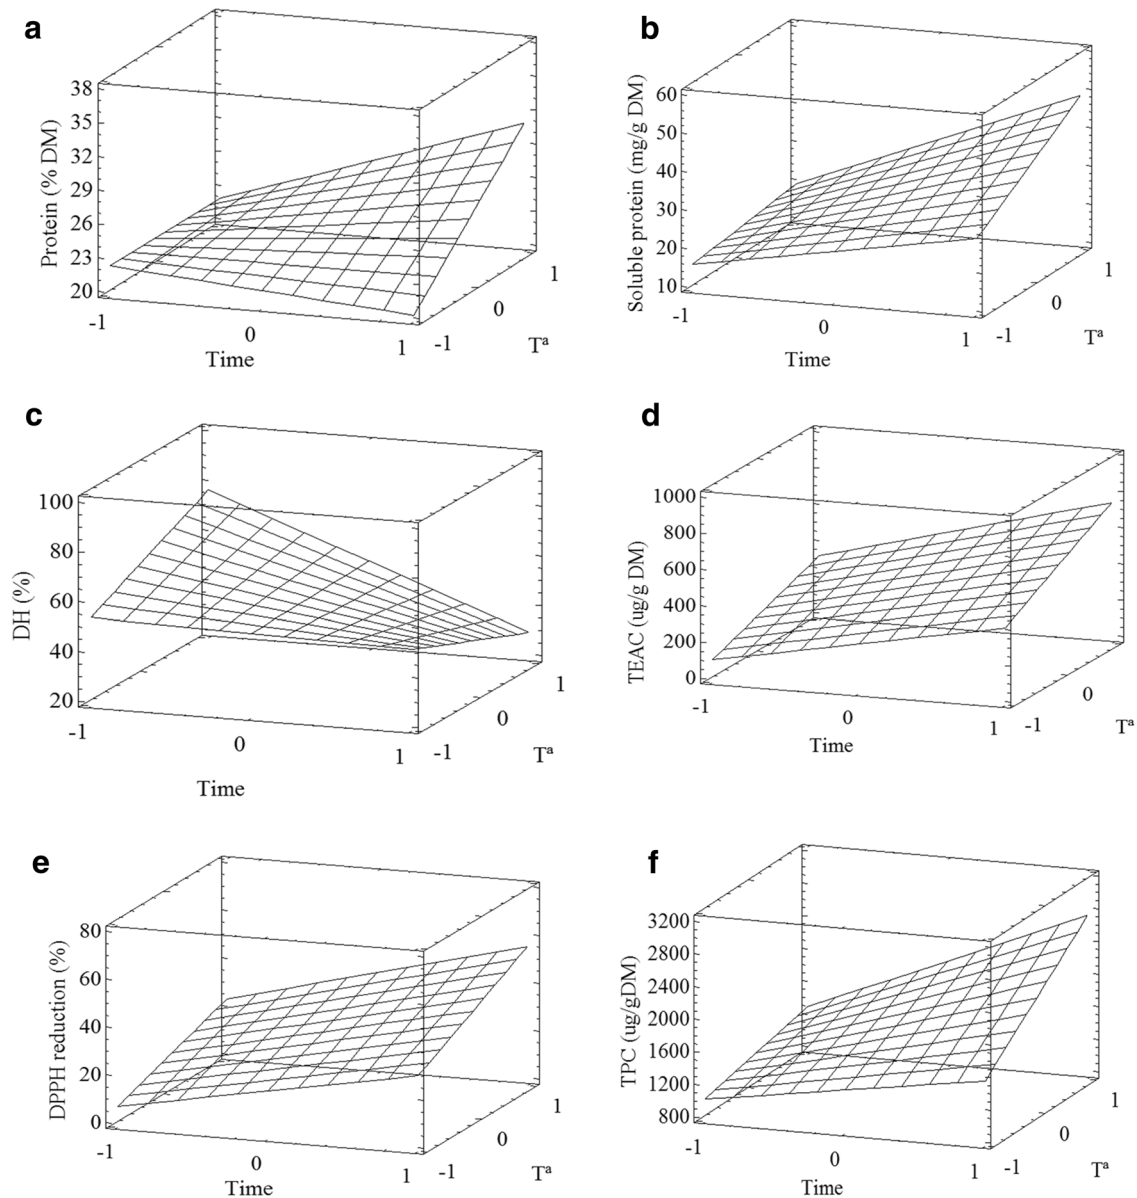 a
Protein (% DM)
38
35
32
29
26
23
20
-1
0
1
Time
-1
0
1
Tª
b
Soluble protein (mg/g DM)
60
50
40
30
20
10
-1
0
1
Time
-1
0
1
Tª
c
DH (%)
100
80
60
40
20
-1
0
1
Time
-1
0
1
Tª
d
TEAC (ug/g DM)
1000
800
600
400
200
0
-1
0
1
Time
-1
0
Tª
e
DPPH reduction (%)
80
60
40
20
0
-1
0
1
Time
-1
0
1
Tª
f
TPC (ug/gDM)
3200
2800
2400
2000
1600
1200
800
-1
0
1
Time
-1
0
1
Tª